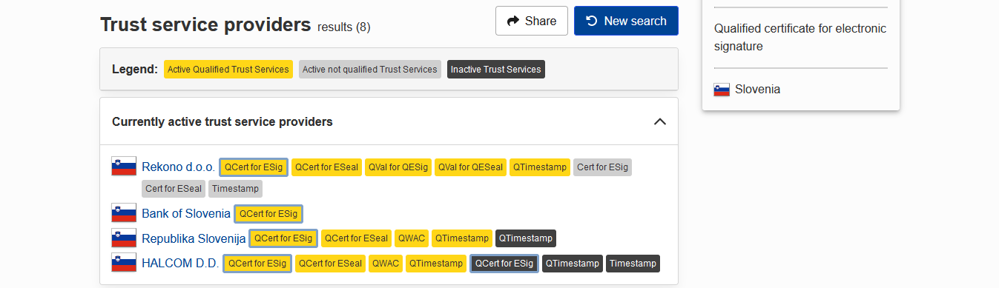 Trust service providers results (8)
Share
New search
Legend: Active Qualified Trust Services Active not qualified Trust Services Inactive Trust Services
Currently active trust service providers
Rekono d.o.o. QCert for ESig QCert for ESeal QVal for QESig QVal for QESeal QTimestamp Cert for ESig
Cert for ESeal Timestamp
Bank of Slovenia QCert for ESig
Republika Slovenija QCert for ESig QCert for ESeal QWAC QTimestamp QTimestamp
HALCOM D.D. QCert for ESig QCert for ESeal QWAC QTimestamp QCert for ESig QTimestamp Timestamp
Qualified certificate for electronic
signature
Slovenia